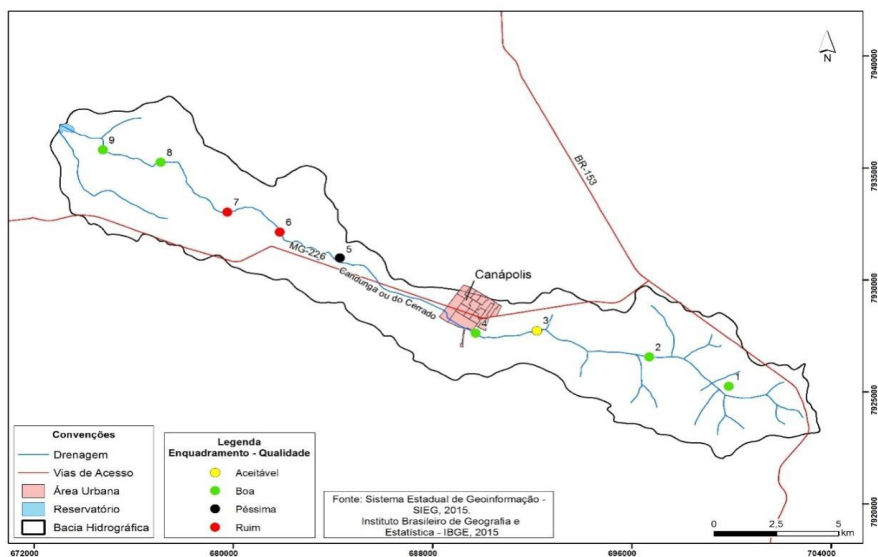 N
7940000
BR-153
9
8
7935000
7
6
MG-226
5
Candunga ou do Cerrado
Canápolis
7930000
4
3
2
1
7925000
Convenções
Drenagem
Vias de Acesso
Área Urbana
Reservatório
Bacia Hidrográfica
Legenda
Enquadramento - Qualidade
Aceitável
Boa
Péssima
Ruim
Fonte: Sistema Estadual de Geoinformação -
SIEG, 2015.
Instituto Brasileiro de Geografia e
Estatística - IBGE, 2015
7920000
0 2,5 5
km
672000 680000 688000 696000 704000